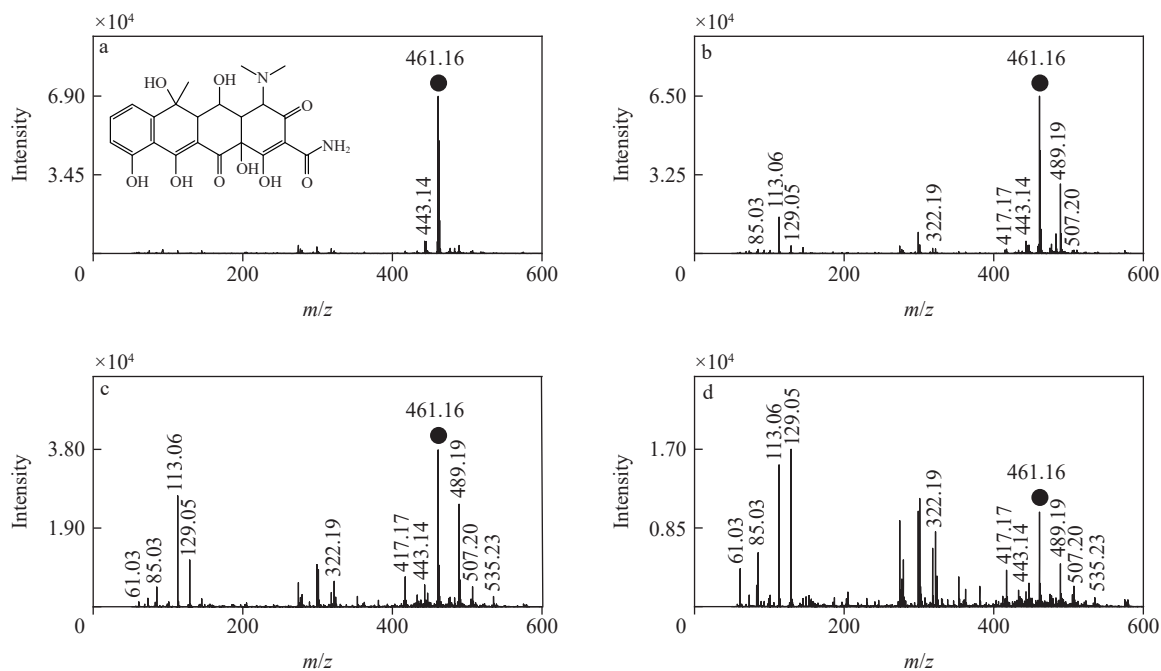 ×10⁴
a
461.16
HO
OH
N
O
6.90
NH₂
OH
OH
O
OH
OH
O
3.45
443.14
Intensity
0
200
400
600
m/z
×10⁴
b
461.16
6.50
3.25
489.19
113.06
85.03
129.05
322.19
417.17
443.14
507.20
Intensity
0
200
400
600
m/z
×10⁴
c
461.16
3.80
1.90
113.06
489.19
129.05
61.03
85.03
322.19
417.17
443.14
507.20
535.23
Intensity
0
200
400
600
m/z
×10⁴
d
113.06
129.05
1.70
461.16
0.85
61.03
85.03
322.19
417.17
443.14
489.19
507.20
535.23
Intensity
0
200
400
600
m/z